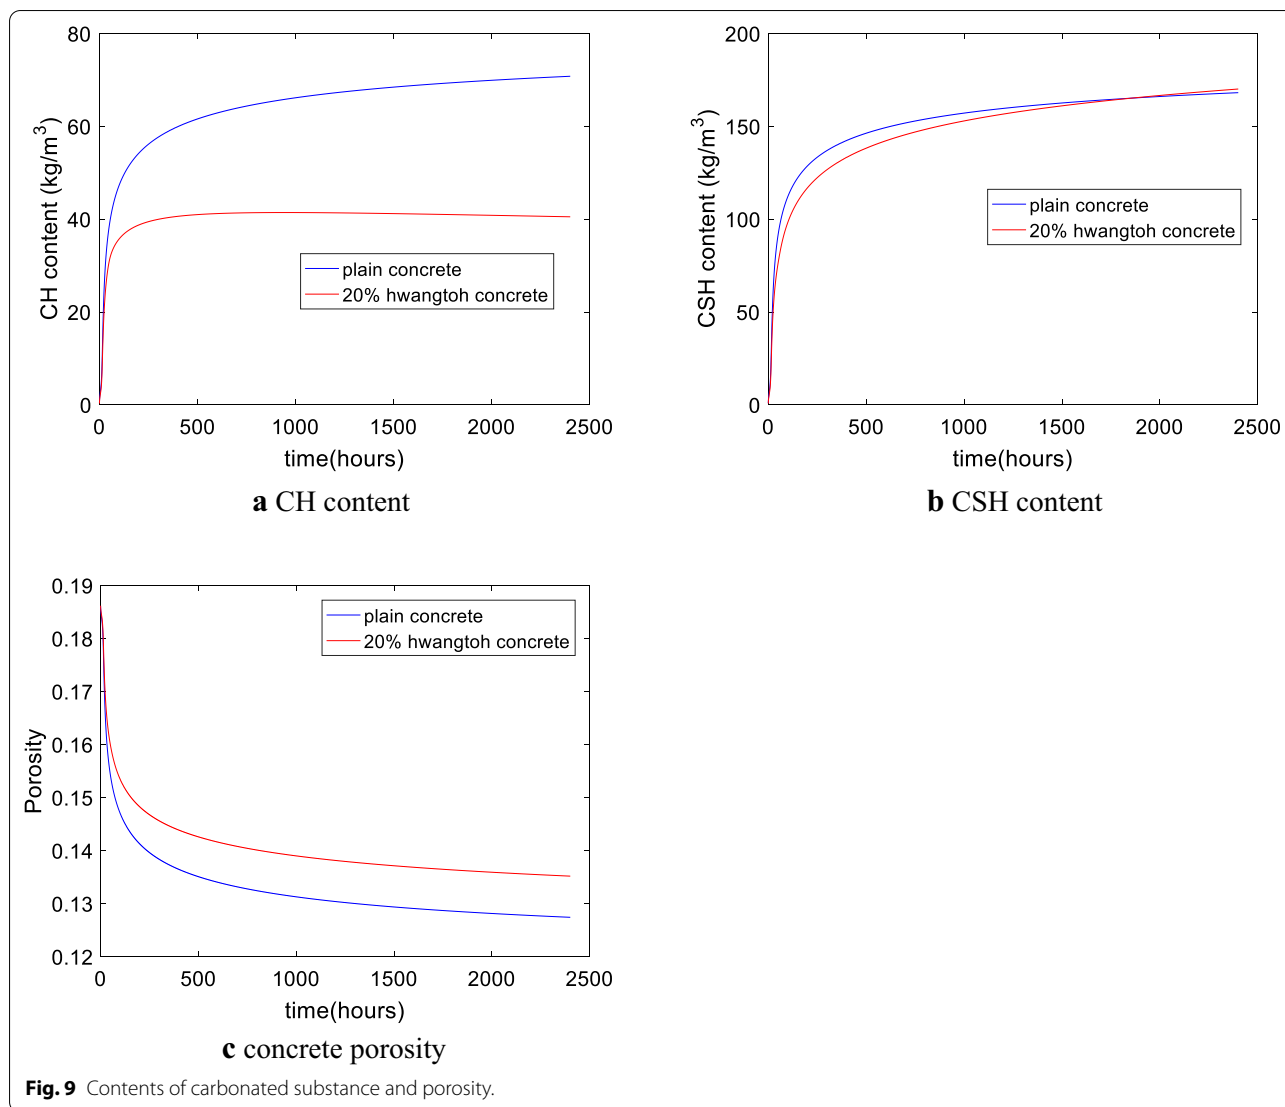 80
60
40
20
0
CH content (kg/m³)
plain concrete
20% hwangtoh concrete
0 500 1000 1500 2000 2500
time(hours)
a CH content
200
150
100
50
0
CSH content (kg/m³)
plain concrete
20% hwangtoh concrete
0 500 1000 1500 2000 2500
time(hours)
b CSH content
0.19
0.18
0.17
0.16
0.15
0.14
0.13
0.12
Porosity
plain concrete
20% hwangtoh concrete
0 500 1000 1500 2000 2500
time(hours)
c concrete porosity
Fig. 9 Contents of carbonated substance and porosity.